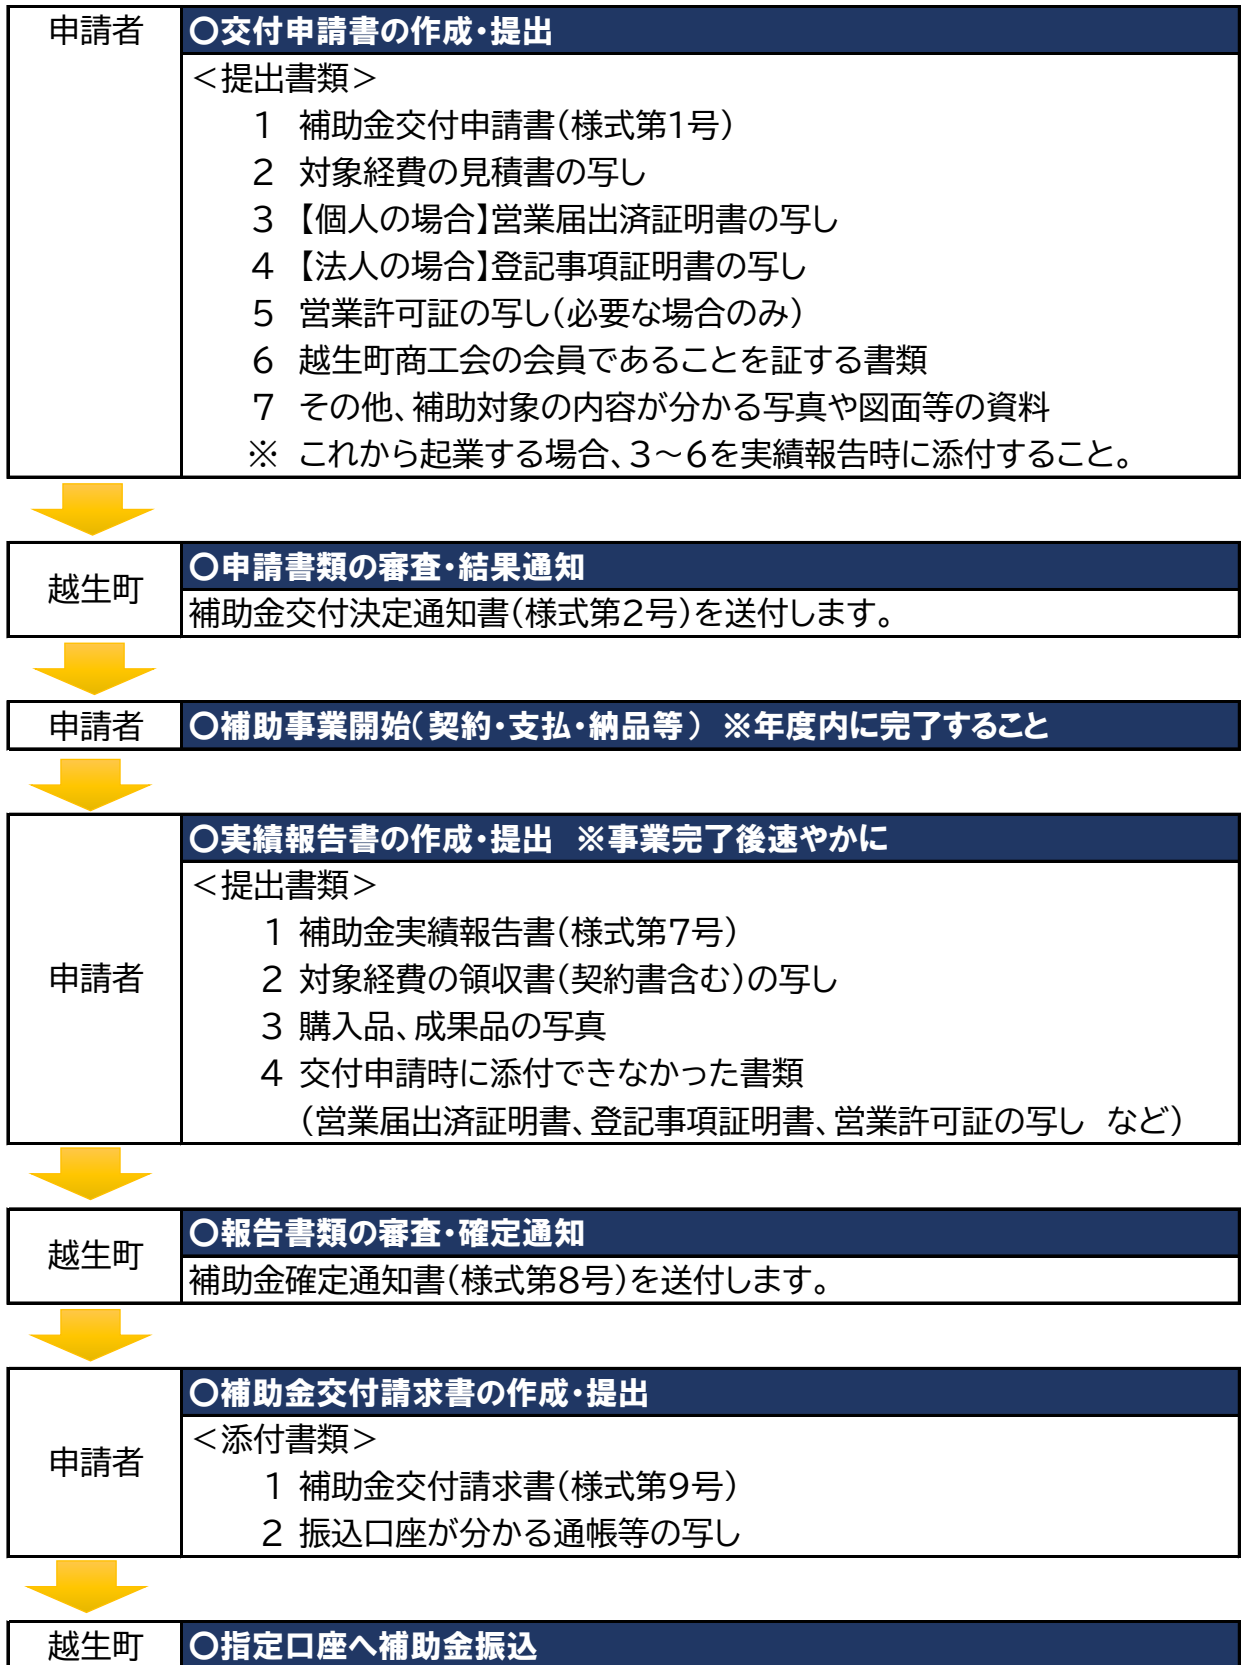 申請者
〇交付申請書の作成・提出
＜提出書類＞
1 補助金交付申請書（様式第1号）
2 対象経費の見積書の写し
3 【個人の場合】営業届出済証明書の写し
4 【法人の場合】登記事項証明書の写し
5 営業許可証の写し（必要な場合のみ）
6 越生町商工会の会員であることを証する書類
7 その他、補助対象の内容が分かる写真や図面等の資料
※ これから起業する場合、3～6を実績報告時に添付すること。
越生町
〇申請書類の審査・結果通知
補助金交付決定通知書（様式第2号）を送付します。
申請者
〇補助事業開始（契約・支払・納品等） ※年度内に完了すること
申請者
〇実績報告書の作成・提出 ※事業完了後速やかに
＜提出書類＞
1 補助金実績報告書（様式第7号）
2 対象経費の領収書（契約書含む）の写し
3 購入品、成果品の写真
4 交付申請時に添付できなかった書類
（営業届出済証明書、登記事項証明書、営業許可証の写し など）
越生町
〇報告書類の審査・確定通知
補助金確定通知書（様式第8号）を送付します。
申請者
〇補助金交付請求書の作成・提出
＜添付書類＞
1 補助金交付請求書（様式第9号）
2 振込口座が分かる通帳等の写し
越生町
〇指定口座へ補助金振込